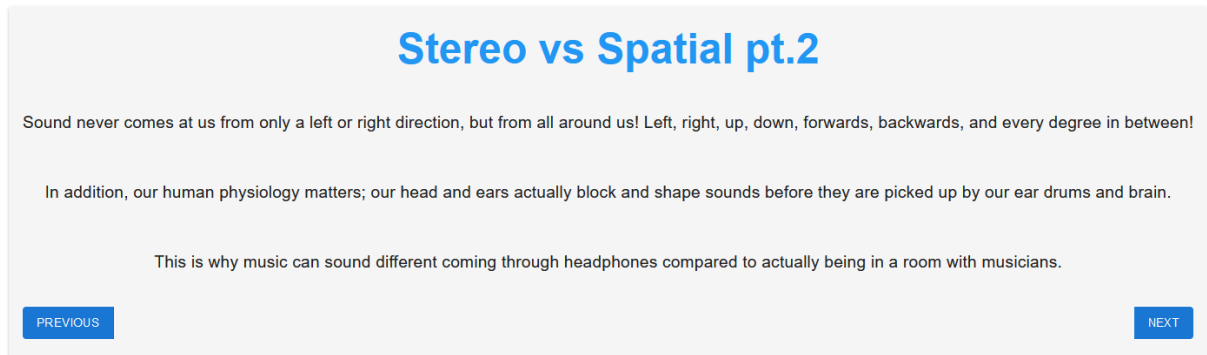 Stereo vs Spatial pt.2
Sound never comes at us from only a left or right direction, but from all around us! Left, right, up, down, forwards, backwards, and every degree in between!
In addition, our human physiology matters; our head and ears actually block and shape sounds before they are picked up by our ear drums and brain.
This is why music can sound different coming through headphones compared to actually being in a room with musicians.
PREVIOUS
NEXT